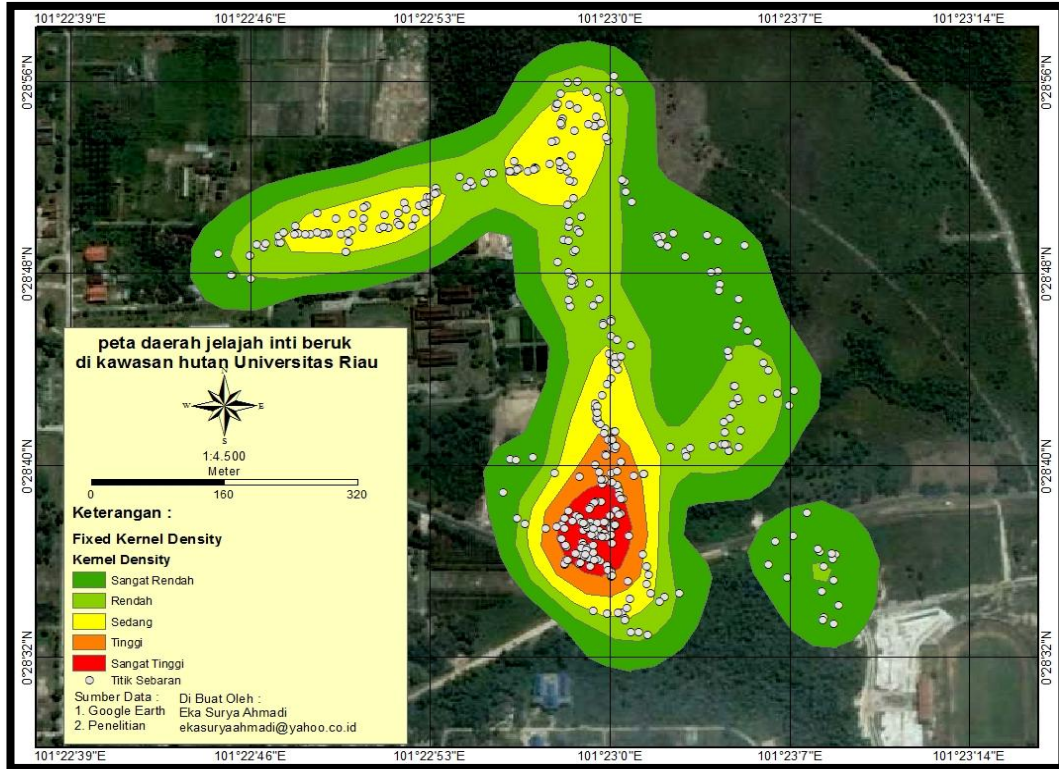 101°22'39"E 101°22'46"E 101°22'53"E 101°23'0"E 101°23'7"E 101°23'14"E
0°28'56"N 0°28'56"N
0°28'48"N 0°28'48"N
0°28'40"N 0°28'40"N
0°28'32"N 0°28'32"N
peta daerah jelajah inti beruk
di kawasan hutan Universitas Riau
N
W E
S
1:4.500
Meter
0 160 320
Keterangan :
Fixed Kernel Density
Kernel Density
Sangat Rendah
Rendah
Sedang
Tinggi
Sangat Tinggi
Titik Sebaran
Sumber Data :
1. Google Earth
2. Penelitian
Di Buat Oleh :
Eka Surya Ahmadi
ekasuryaahmadi@yahoo.co.id
101°22'39"E 101°22'46"E 101°22'53"E 101°23'0"E 101°23'7"E 101°23'14"E